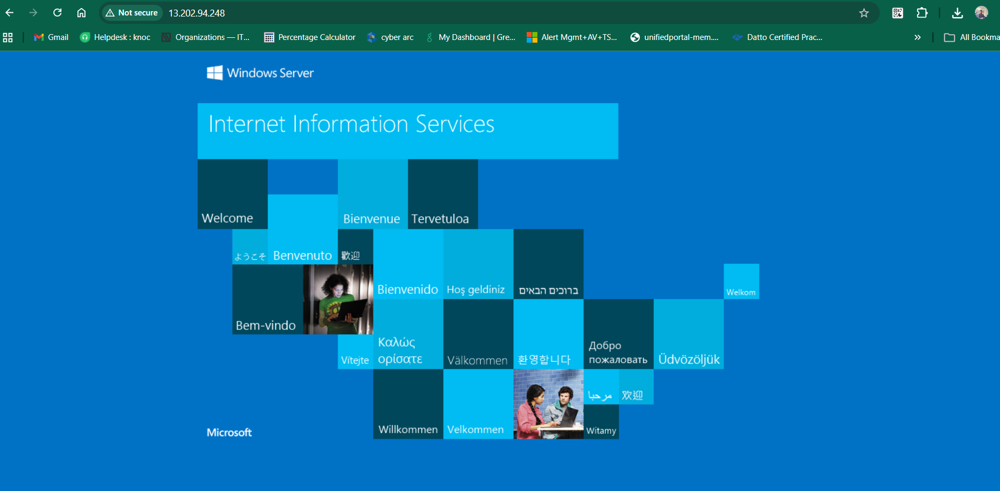 Not secure
13.202.94.248
Gmail
Helpdesk : knoc
Organizations — IT...
Percentage Calculator
cyber arc
My Dashboard | Gre...
Alert Mgmt+AV+TS...
unifiedportal-mem....
Datto Certified Prac...
»
All Bookma
Windows Server
Internet Information Services
Welcome
Bienvenue
Tervetuloa
ようこそ
Benvenuto
歡迎
Bienvenido
Hoş geldiniz
ברוכים הבאים
Welkom
Bem-vindo
Vítejte
Καλώς
ορίσατε
Välkommen
환영합니다
Добро
пожаловать
Üdvözöljük
Willkommen
Velkommen
مرحبا
欢迎
Witamy
Microsoft